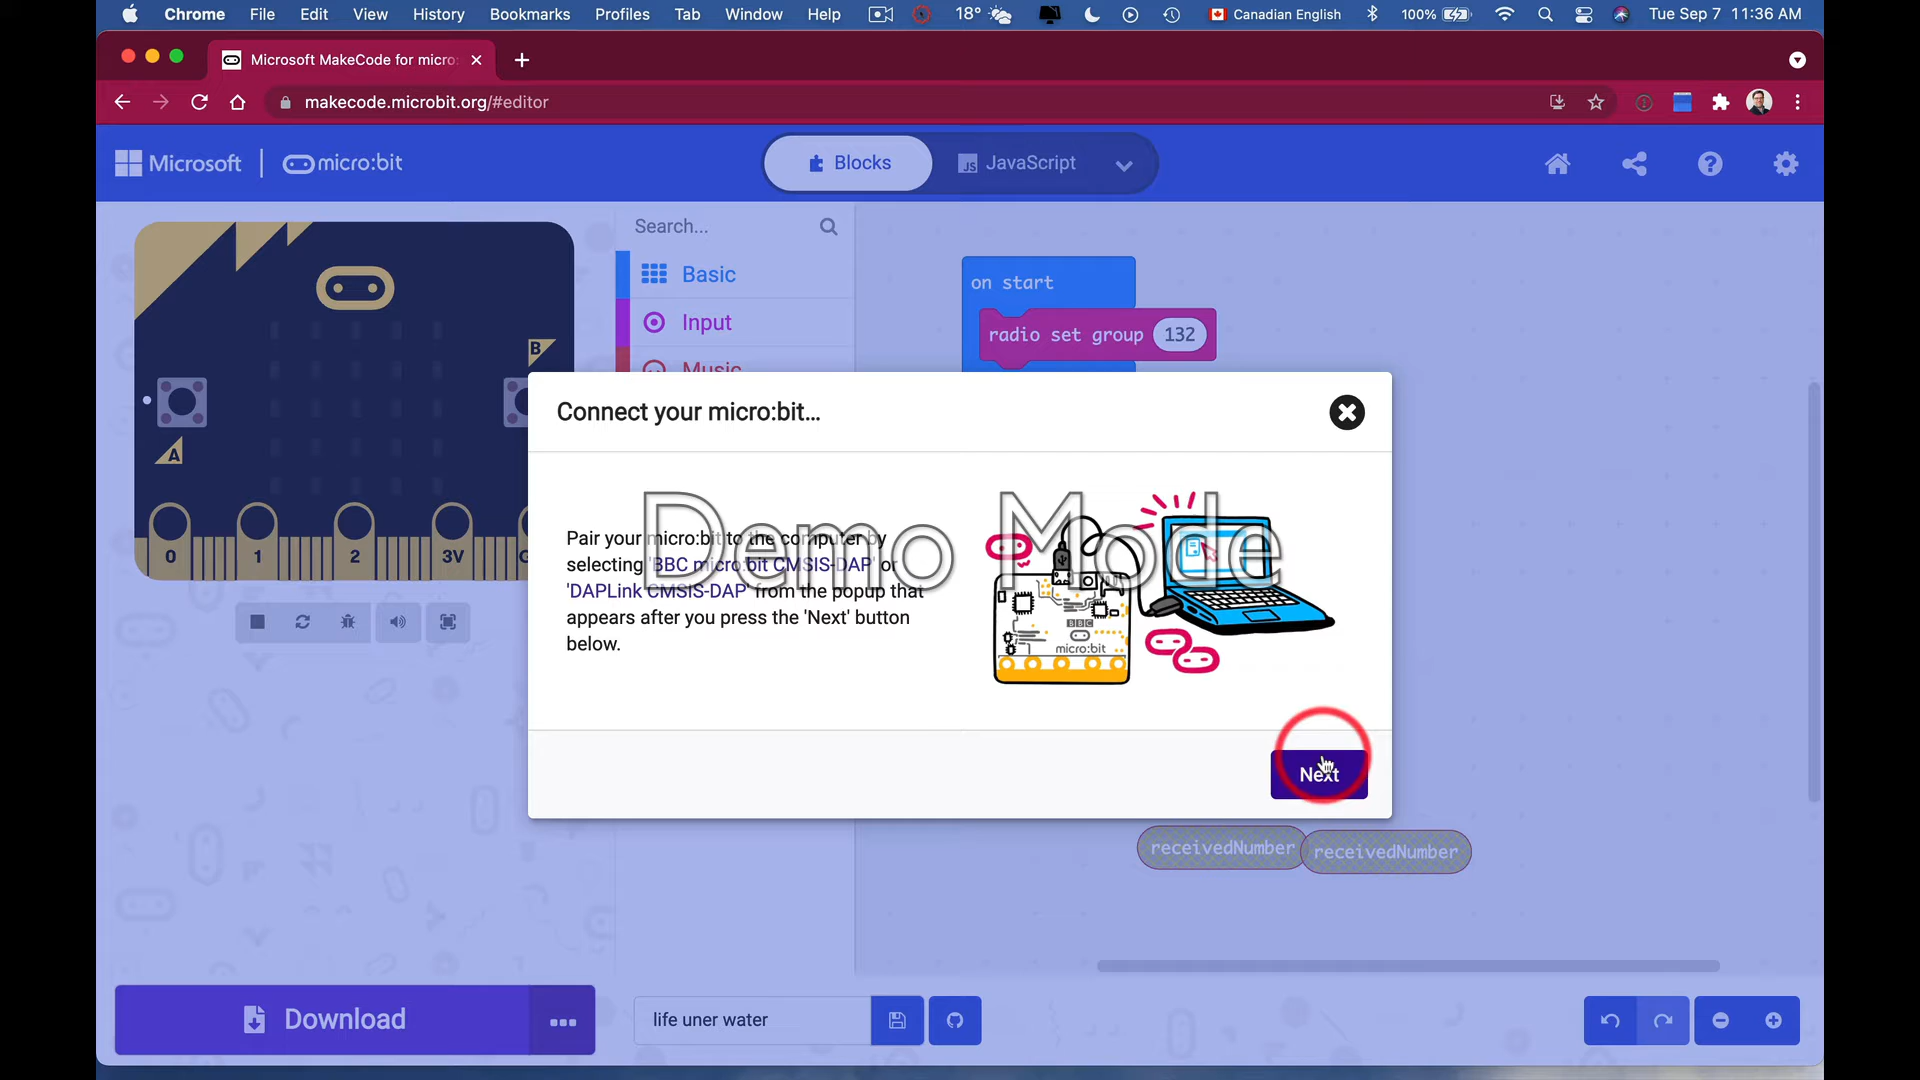 Chrome File Edit View History Bookmarks Profiles Tab Window Help 18° Canadian English 100% Tue Sep 7 11:36 AM
Microsoft MakeCode for micro:
makecode.microbit.org/#editor
Microsoft | micro:bit
Blocks
JS JavaScript
Search...
Basic
Input
Music
on start
radio set group 132
B
A
0 1 2 3V G
Connect your micro:bit...
Demo Mode
Pair your micro:bit to the computer by
selecting 'BBC micro:bit CMSIS-DAP' or
'DAPLink CMSIS-DAP' from the popup that
appears after you press the 'Next' button
below.
BBC
micro:bit
Next
receivedNumber receivedNumber
Download
life uner water